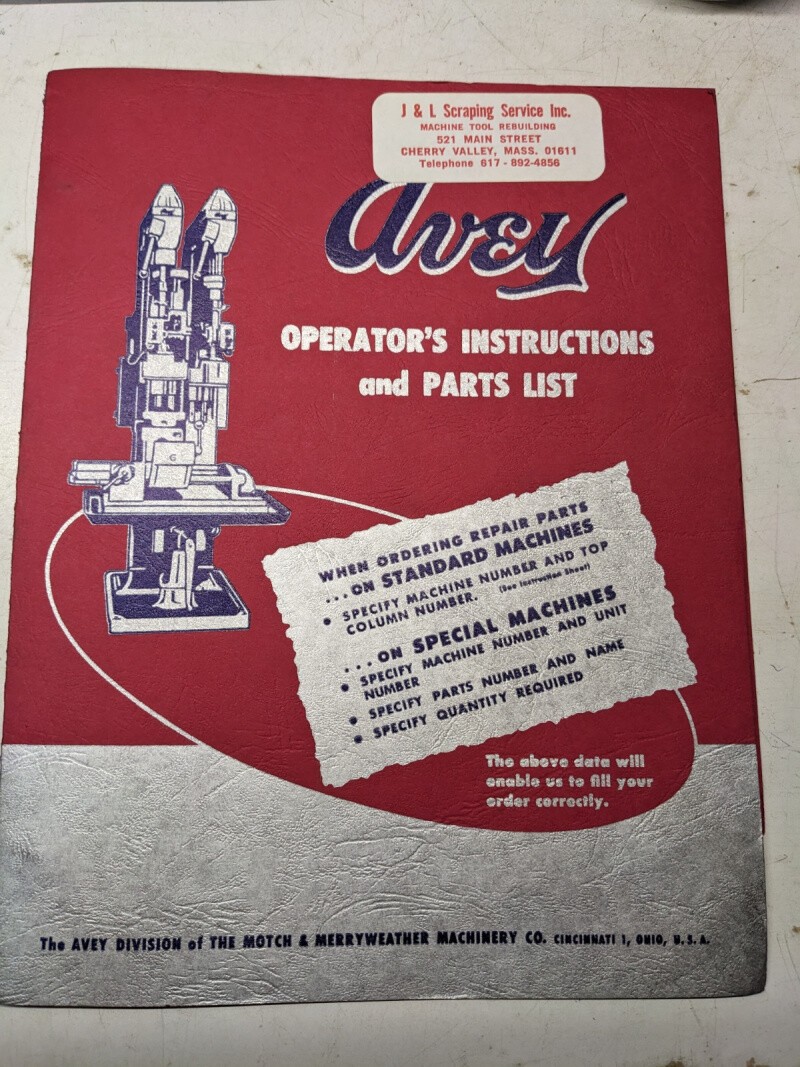 J & L Scraping Service Inc.
MACHINE TOOL REBUILDING
521 MAIN STREET
CHERRY VALLEY, MASS. 01611
Telephone 617 - 892-4856
Avey
OPERATOR'S INSTRUCTIONS
and PARTS LIST
WHEN ORDERING REPAIR PARTS
...ON STANDARD MACHINES
• SPECIFY MACHINE NUMBER AND TOP
COLUMN NUMBER. (See Instruction Sheet)
...ON SPECIAL MACHINES
• SPECIFY MACHINE NUMBER AND UNIT
NUMBER
• SPECIFY PARTS NUMBER AND NAME
• SPECIFY QUANTITY REQUIRED
The above data will
enable us to fill your
order correctly.
The AVEY DIVISION of THE MOTCH & MERRYWEATHER MACHINERY CO. CINCINNATI 1, OHIO, U.S.A.